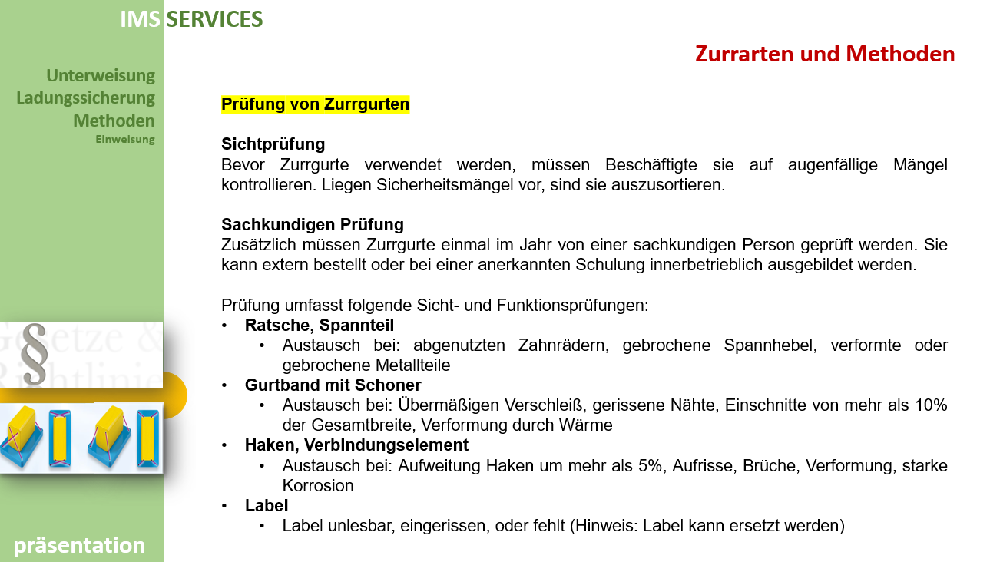 IMS SERVICES
Zurrarten und Methoden
Unterweisung
Ladungssicherung
Methoden
Einweisung
Prüfung von Zurrgurten
Sichtprüfung
Bevor Zurrgurte verwendet werden, müssen Beschäftigte sie auf augenfällige Mängel
kontrollieren. Liegen Sicherheitsmängel vor, sind sie auszusortieren.
Sachkundigen Prüfung
Zusätzlich müssen Zurrgurte einmal im Jahr von einer sachkundigen Person geprüft werden. Sie
kann extern bestellt oder bei einer anerkannten Schulung innerbetrieblich ausgebildet werden.
Prüfung umfasst folgende Sicht- und Funktionsprüfungen:
• Ratsche, Spannteil
• Austausch bei: abgenutzten Zahnrädern, gebrochene Spannhebel, verformte oder
gebrochene Metallteile
• Gurtband mit Schoner
• Austausch bei: Übermäßigen Verschleiß, gerissene Nähte, Einschnitte von mehr als 10%
der Gesamtbreite, Verformung durch Wärme
• Haken, Verbindungselement
• Austausch bei: Aufweitung Haken um mehr als 5%, Aufrisse, Brüche, Verformung, starke
Korrosion
• Label
• Label unlesbar, eingerissen, oder fehlt (Hinweis: Label kann ersetzt werden)
Gesetze &
§
Richtlinie
präsentation